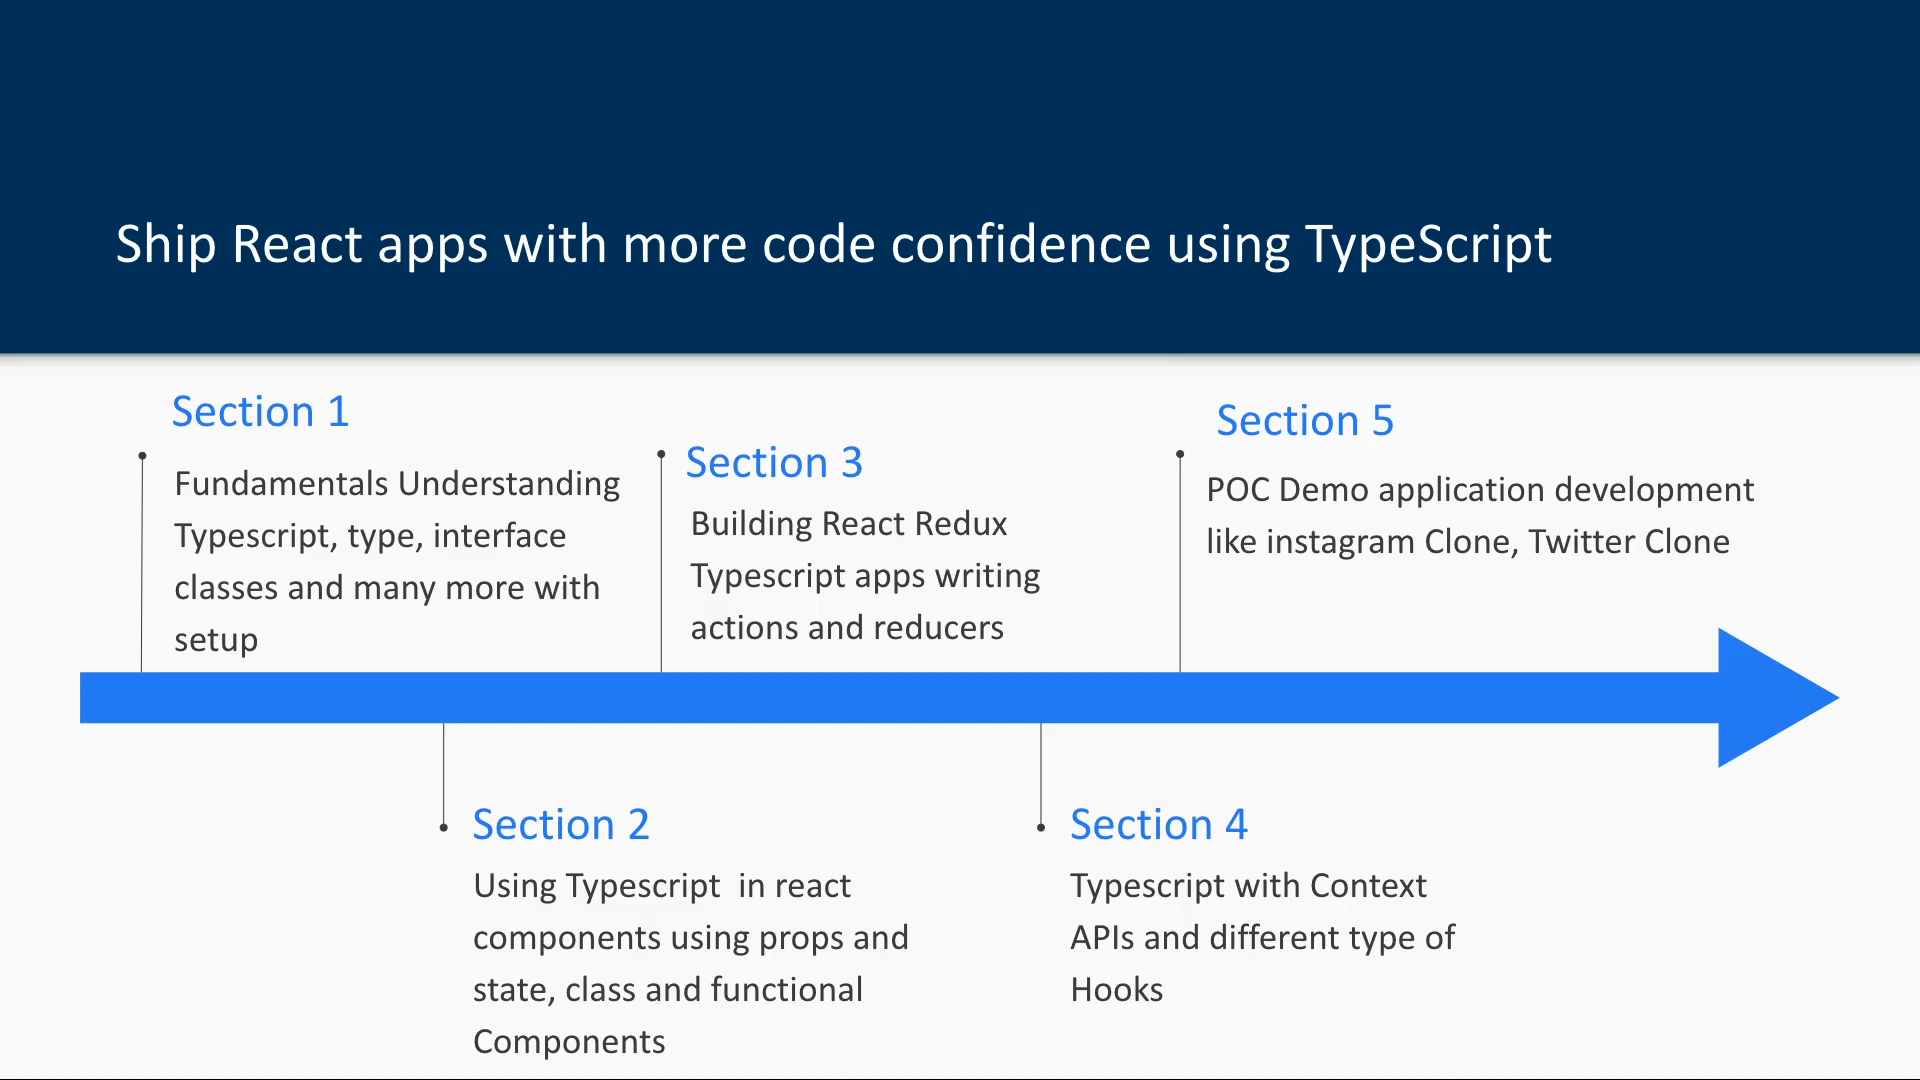 Ship React apps with more code confidence using TypeScript
Section 1
Fundamentals Understanding
Typescript, type, interface
classes and many more with
setup
Section 2
Using Typescript  in react
components using props and
state, class and functional
Components
Section 3
Building React Redux
Typescript apps writing
actions and reducers
Section 4
Typescript with Context
APIs and different type of
Hooks
Section 5
POC Demo application development
like instagram Clone, Twitter Clone